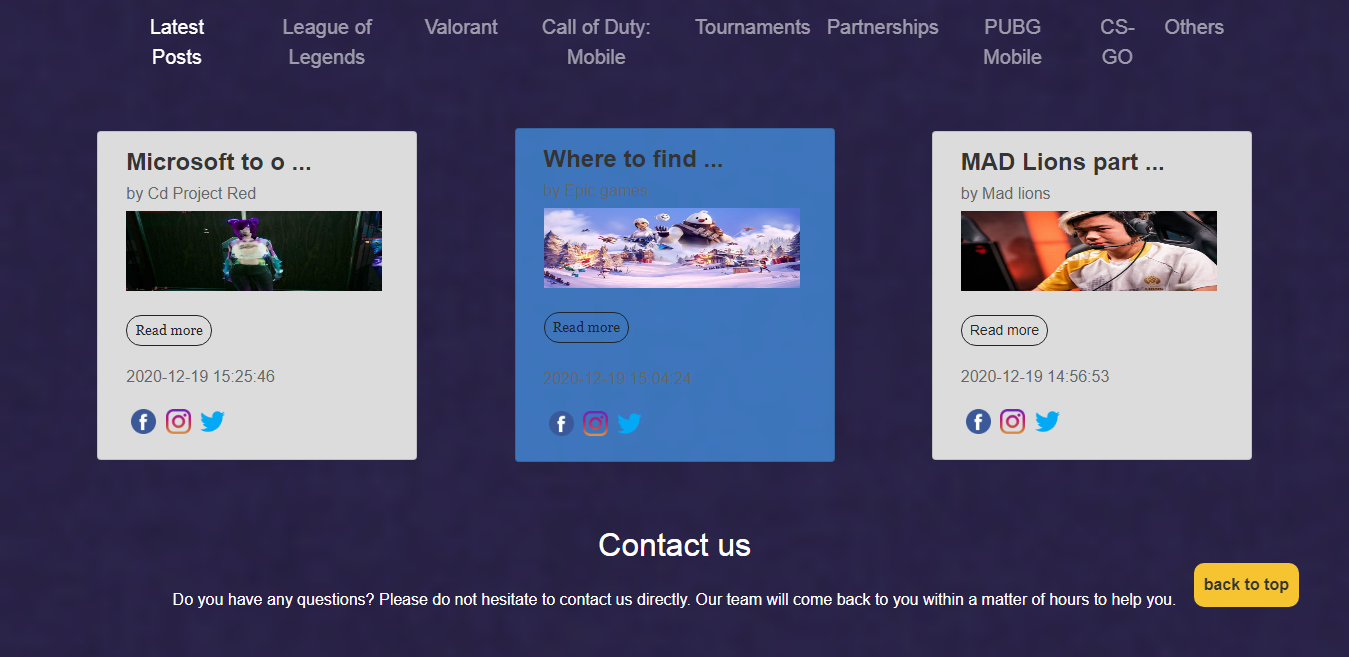 Latest Posts
League of Legends
Valorant
Call of Duty: Mobile
Tournaments
Partnerships
PUBG Mobile
CS-GO
Others
Microsoft to o ...
by Cd Project Red
Read more
2020-12-19 15:25:46
Where to find ...
by Epic games
Read more
2020-12-19 15:04:24
MAD Lions part ...
by Mad lions
Read more
2020-12-19 14:56:53
Contact us
back to top
Do you have any questions? Please do not hesitate to contact us directly. Our team will come back to you within a matter of hours to help you.